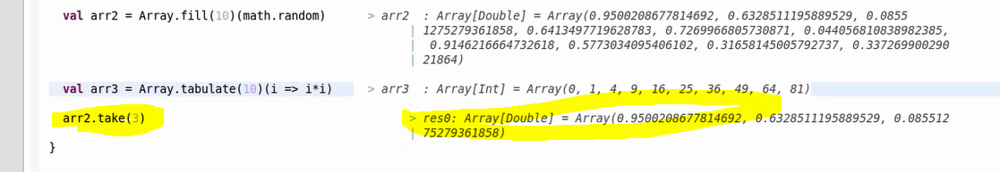 val arr2 = Array.fill(10)(math.random) > arr2 : Array[Double] = Array(0.9500208677814692, 0.6328511195889529, 0.0855
| 1275279361858, 0.6413497719628783, 0.7269966805730871, 0.044056810838982385,
| 0.9146216664732618, 0.5773034095406102, 0.31658145005792737, 0.337269900290
| 21864)
val arr3 = Array.tabulate(10)(i => i*i) > arr3 : Array[Int] = Array(0, 1, 4, 9, 16, 25, 36, 49, 64, 81)
arr2.take(3) > res0: Array[Double] = Array(0.9500208677814692, 0.6328511195889529, 0.085512
| 75279361858)
}